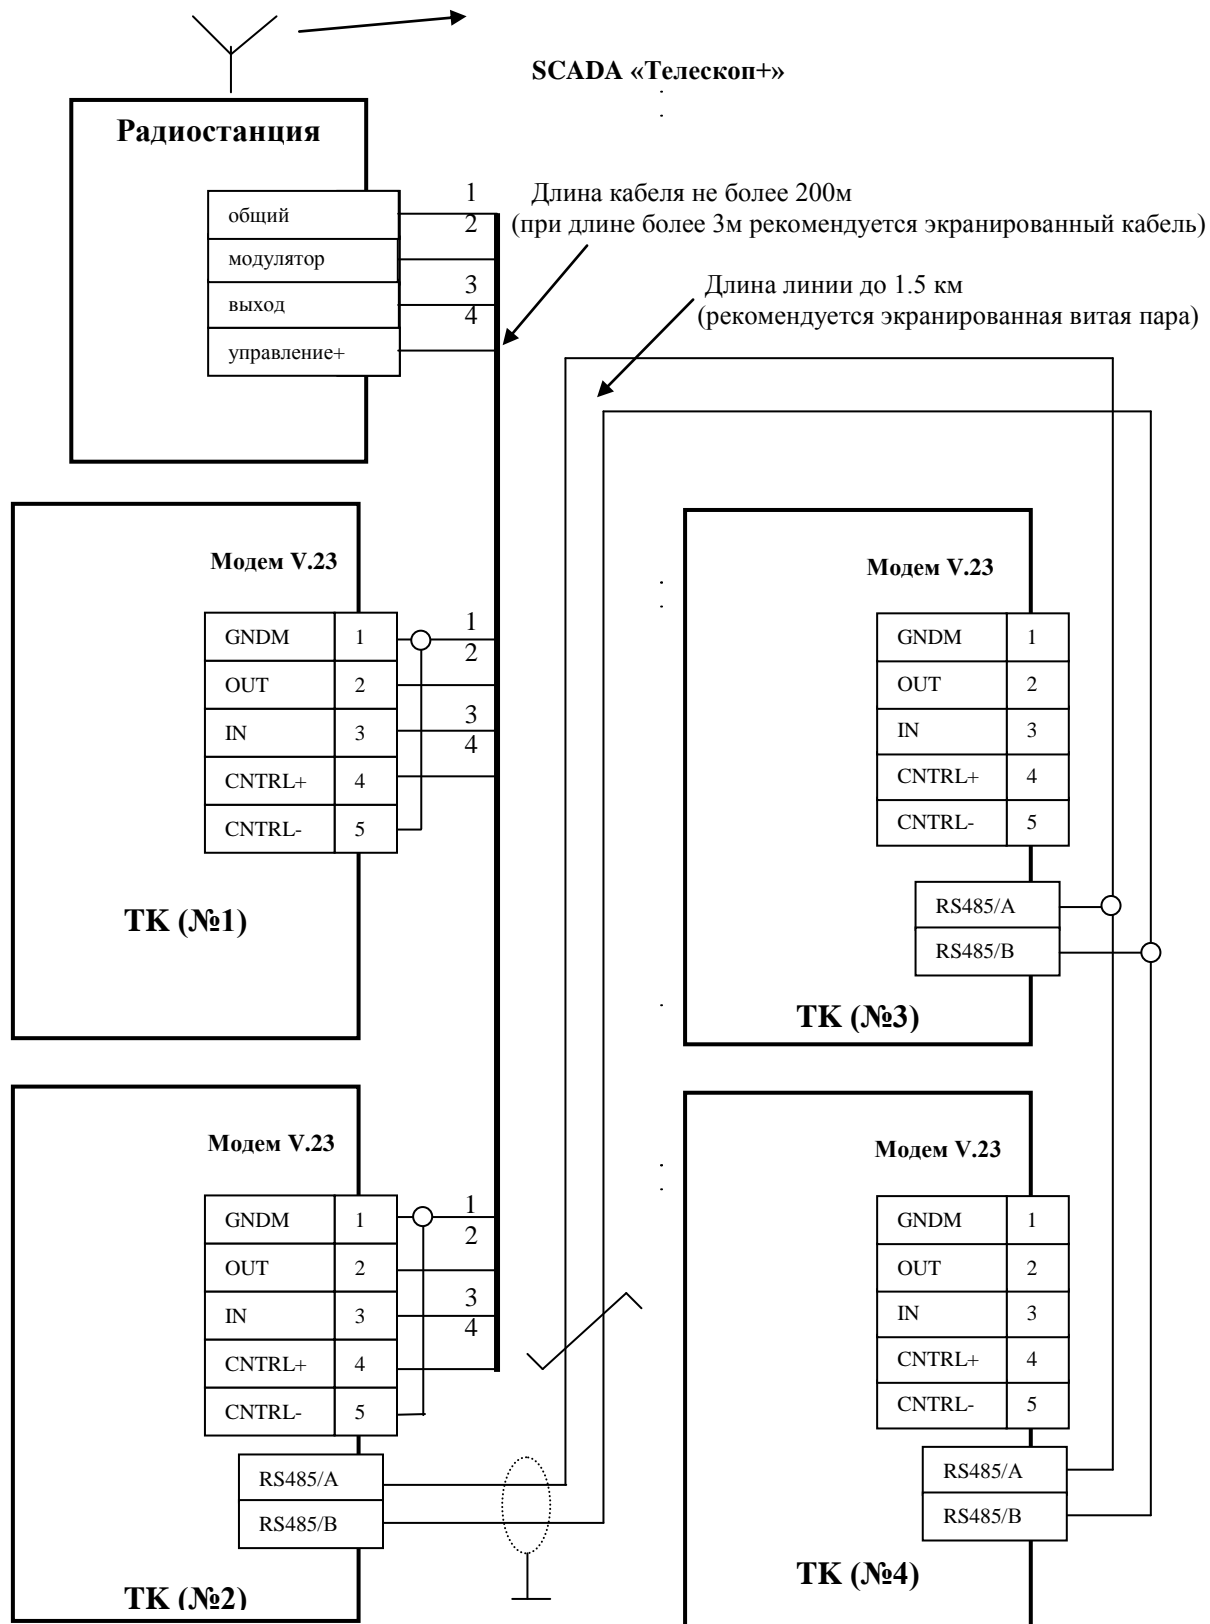 SCADA «Телескоп+»
Радиостанция
общий
модулятор
выход
управление+
1
2
3
4
Длина кабеля не более 200м
(при длине более 3м рекомендуется экранированный кабель)
Длина линии до 1.5 км
(рекомендуется экранированная витая пара)
Модем V.23
GNDM 1
OUT 2
IN 3
CNTRL+ 4
CNTRL- 5
1
2
3
4
ТК (№1)
Модем V.23
GNDM 1
OUT 2
IN 3
CNTRL+ 4
CNTRL- 5
RS485/A
RS485/B
ТК (№3)
Модем V.23
GNDM 1
OUT 2
IN 3
CNTRL+ 4
CNTRL- 5
1
2
3
4
RS485/A
RS485/B
ТК (№2)
Модем V.23
GNDM 1
OUT 2
IN 3
CNTRL+ 4
CNTRL- 5
RS485/A
RS485/B
ТК (№4)